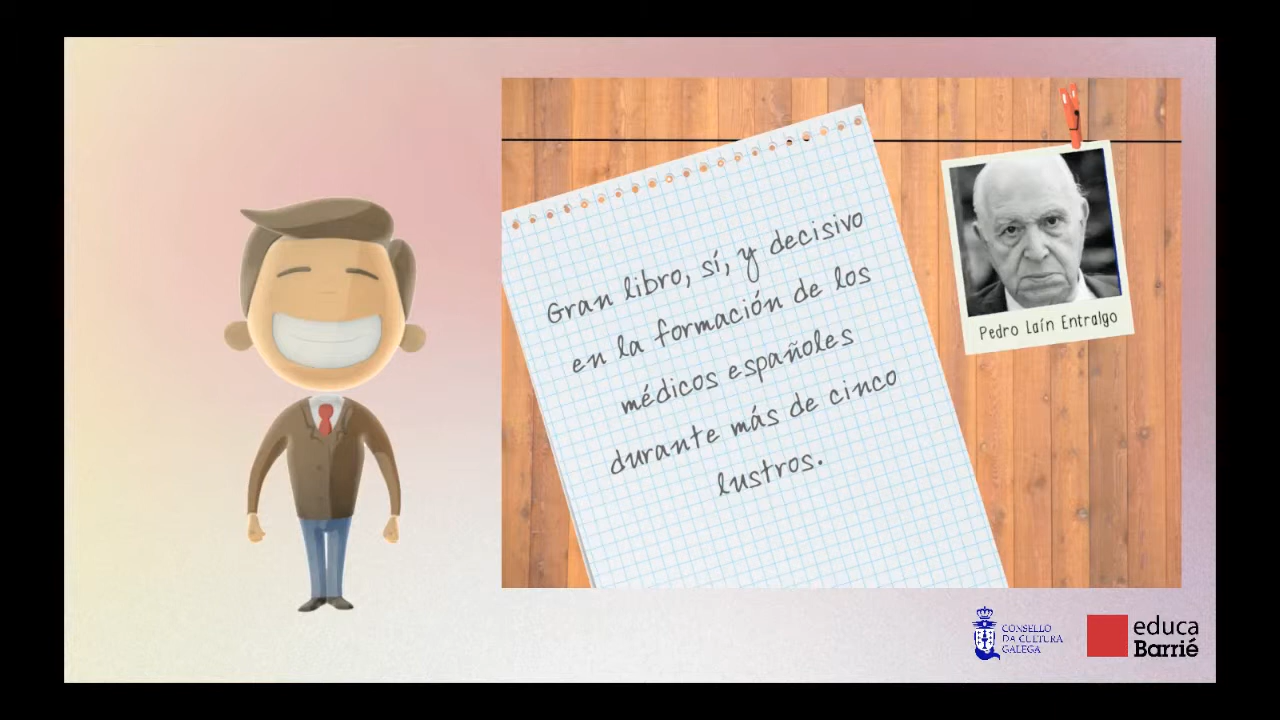 Gran libro, sí, y decisivo
en la formación de los
médicos españoles
durante más de cinco
lustros.
Pedro Laín Entralgo
CONSELLO
DA CULTURA
GALEGA
educa
Barrié